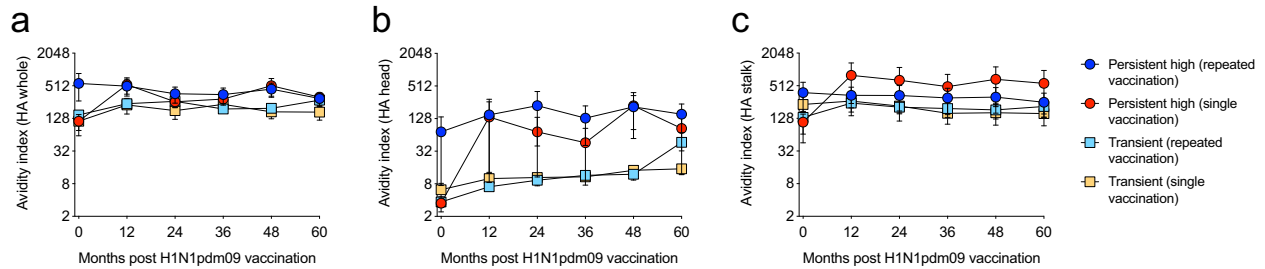 a
Avidity index (HA whole)
2048
512
128
32
8
2
0 12 24 36 48 60
Months post H1N1pdm09 vaccination
b
Avidity index (HA head)
2048
512
128
32
8
2
0 12 24 36 48 60
Months post H1N1pdm09 vaccination
c
Avidity index (HA stalk)
2048
512
128
32
8
2
0 12 24 36 48 60
Months post H1N1pdm09 vaccination
Persistent high (repeated
vaccination)
Persistent high (single
vaccination)
Transient (repeated
vaccination)
Transient (single
vaccination)